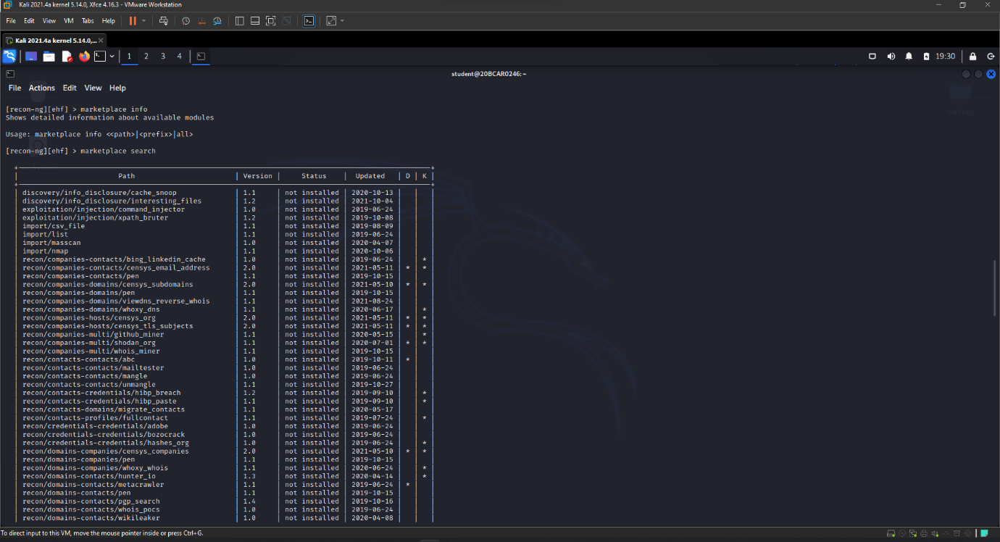 Kali 2021.4a kernel 5.14.0, Xfce 4.16.3 - VMware Workstation
File Edit View VM Tabs Help
Kali 2021.4a kernel 5.14.0,...
1 2 3 4 19:30
student@20BCAR0246: ~
File Actions Edit View Help
[recon-ng][ehf] > marketplace info
Shows detailed information about available modules
Usage: marketplace info <<path>|<prefix>|all>
[recon-ng][ehf] > marketplace search
| Path | Version | Status | Updated | D | K |
| discovery/info_disclosure/cache_snoop | 1.1 | not installed | 2020-10-13 | | |
| discovery/info_disclosure/interesting_files | 1.2 | not installed | 2021-10-04 | | |
| exploitation/injection/command_injector | 1.0 | not installed | 2019-06-24 | | |
| exploitation/injection/xpath_bruter | 1.2 | not installed | 2019-10-08 | | |
| import/csv_file | 1.1 | not installed | 2019-08-09 | | |
| import/list | 1.1 | not installed | 2019-06-24 | | |
| import/masscan | 1.0 | not installed | 2020-04-07 | | |
| import/nmap | 1.1 | not installed | 2020-10-06 | | |
| recon/companies-contacts/bing_linkedin_cache | 1.0 | not installed | 2019-06-24 | | * |
| recon/companies-contacts/censys_email_address | 2.0 | not installed | 2021-05-11 | * | * |
| recon/companies-contacts/pen | 1.1 | not installed | 2019-10-15 | | |
| recon/companies-domains/censys_subdomains | 2.0 | not installed | 2021-05-10 | * | * |
| recon/companies-domains/pen | 1.1 | not installed | 2019-10-15 | | |
| recon/companies-domains/viewdns_reverse_whois | 1.1 | not installed | 2021-08-24 | | |
| recon/companies-domains/whoxy_dns | 1.1 | not installed | 2020-06-17 | | * |
| recon/companies-hosts/censys_org | 2.0 | not installed | 2021-05-11 | * | * |
| recon/companies-hosts/censys_tls_subjects | 2.0 | not installed | 2021-05-11 | * | * |
| recon/companies-multi/github_miner | 1.1 | not installed | 2020-05-15 | | * |
| recon/companies-multi/shodan_org | 1.1 | not installed | 2020-07-01 | * | * |
| recon/companies-multi/whois_miner | 1.1 | not installed | 2019-10-15 | | |
| recon/contacts-contacts/abc | 1.0 | not installed | 2019-10-11 | * | |
| recon/contacts-contacts/mailtester | 1.0 | not installed | 2019-06-24 | | |
| recon/contacts-contacts/mangle | 1.0 | not installed | 2019-06-24 | | |
| recon/contacts-contacts/unmangle | 1.1 | not installed | 2019-10-27 | | |
| recon/contacts-credentials/hibp_breach | 1.2 | not installed | 2019-09-10 | | * |
| recon/contacts-credentials/hibp_paste | 1.1 | not installed | 2019-09-10 | | * |
| recon/contacts-domains/migrate_contacts | 1.1 | not installed | 2020-05-17 | | |
| recon/contacts-profiles/fullcontact | 1.1 | not installed | 2019-07-24 | | * |
| recon/credentials-credentials/adobe | 1.0 | not installed | 2019-06-24 | | |
| recon/credentials-credentials/bozocrack | 1.0 | not installed | 2019-06-24 | | |
| recon/credentials-credentials/hashes_org | 1.0 | not installed | 2019-06-24 | | * |
| recon/domains-companies/censys_companies | 2.0 | not installed | 2021-05-10 | * | * |
| recon/domains-companies/pen | 1.1 | not installed | 2019-10-15 | | |
| recon/domains-companies/whoxy_whois | 1.1 | not installed | 2020-06-24 | | * |
| recon/domains-contacts/hunter_io | 1.3 | not installed | 2020-04-14 | | * |
| recon/domains-contacts/metacrawler | 1.1 | not installed | 2019-06-24 | * | |
| recon/domains-contacts/pen | 1.1 | not installed | 2019-10-15 | | |
| recon/domains-contacts/pgp_search | 1.4 | not installed | 2019-10-16 | | |
| recon/domains-contacts/whois_pocs | 1.0 | not installed | 2019-06-24 | | |
| recon/domains-contacts/wikileaker | 1.0 | not installed | 2020-04-08 | | |
To direct input to this VM, move the mouse pointer inside or press Ctrl+G.